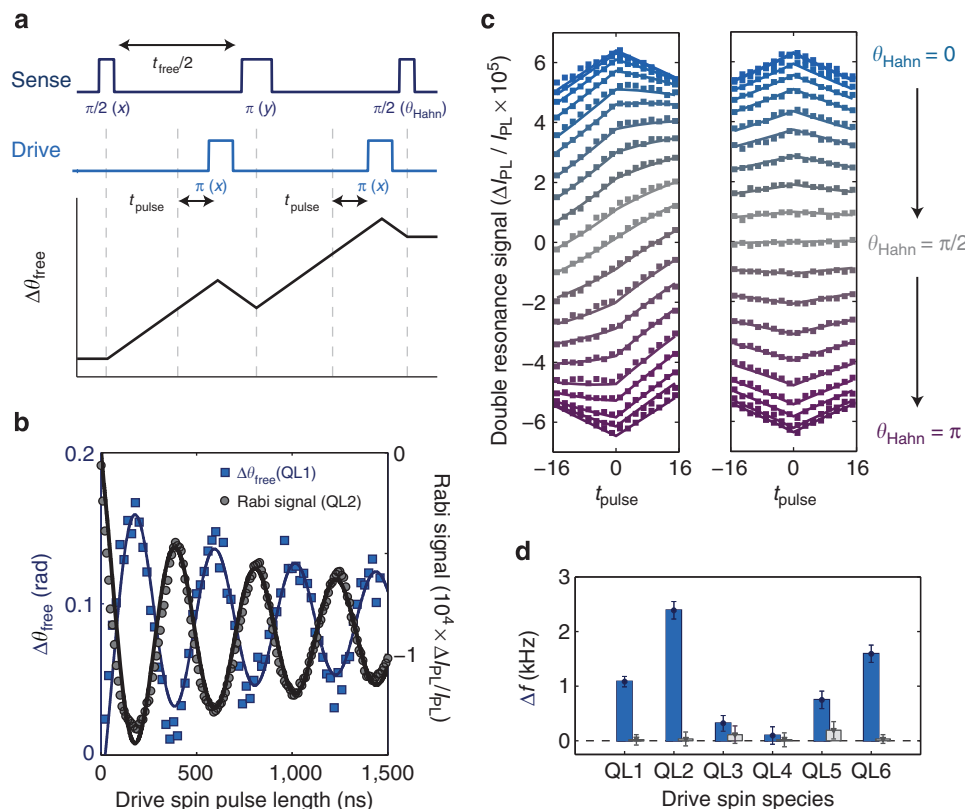 a
t_free/2
Sense
π/2 (x)
π (y)
π/2 (θ_Hahn)
Drive
π (x)
π (x)
t_pulse
t_pulse
Δθ_free
b
0.2
0.1
0
Δθ_free (rad)
Δθ_free(QL1)
Rabi signal (QL2)
0
−1
Rabi signal (10^4 × ΔI_PL/I_PL)
0
500
1,000
1,500
Drive spin pulse length (ns)
c
Double resonance signal (ΔI_PL / I_PL × 10^5)
6
4
2
0
−2
−4
−6
−16
0
16
t_pulse
−16
0
16
t_pulse
θ_Hahn = 0
θ_Hahn = π/2
θ_Hahn = π
d
Δf (kHz)
3
2
1
0
QL1 QL2 QL3 QL4 QL5 QL6
Drive spin species